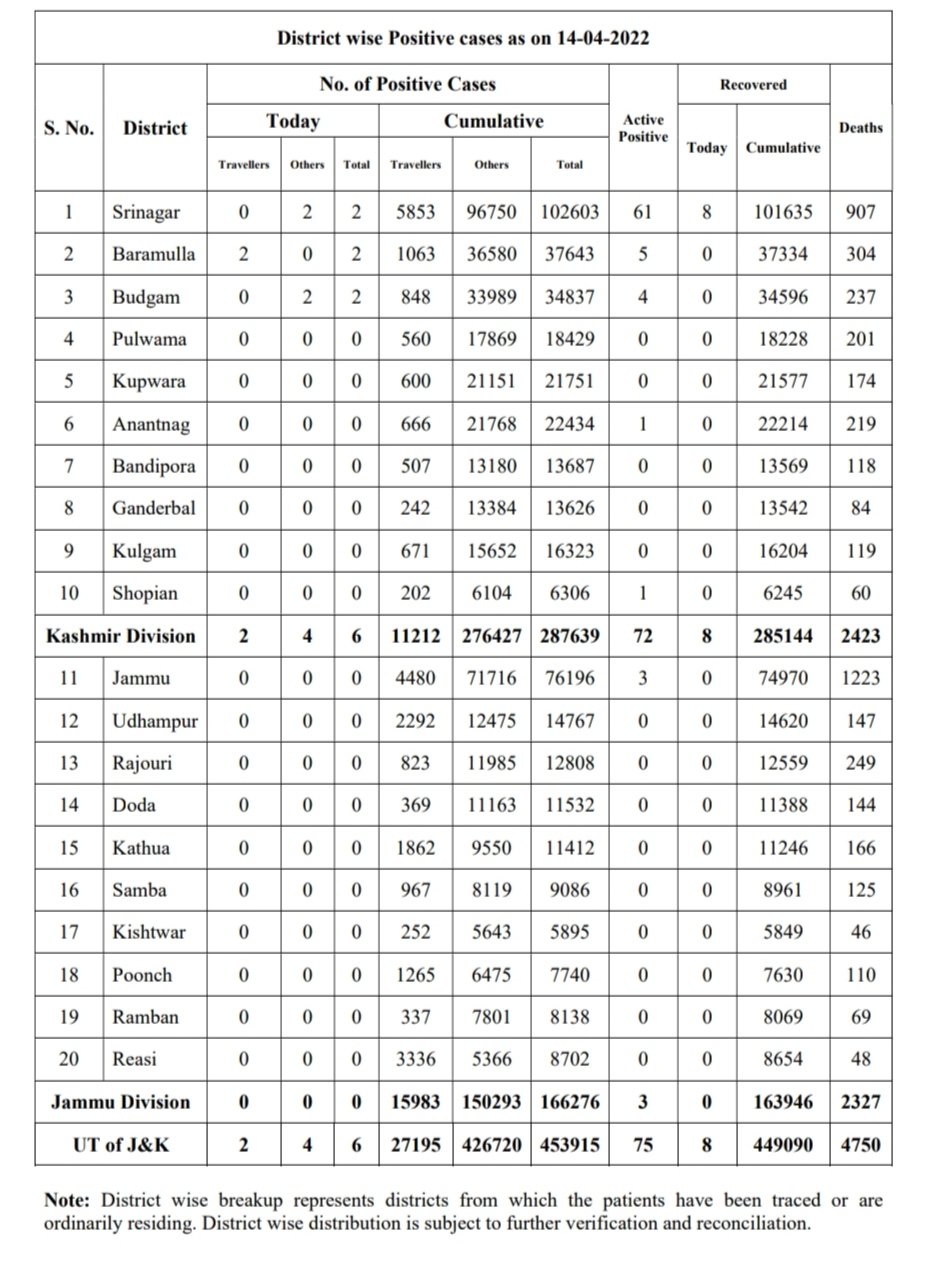 District wise Positive cases as on 14-04-2022
S. No. District No. of Positive Cases Active Positive Recovered Deaths
Today Cumulative Today Cumulative
Travellers Others Total Travellers Others Total
1 Srinagar 0 2 2 5853 96750 102603 61 8 101635 907
2 Baramulla 2 0 2 1063 36580 37643 5 0 37334 304
3 Budgam 0 2 2 848 33989 34837 4 0 34596 237
4 Pulwama 0 0 0 560 17869 18429 0 0 18228 201
5 Kupwara 0 0 0 600 21151 21751 0 0 21577 174
6 Anantnag 0 0 0 666 21768 22434 1 0 22214 219
7 Bandipora 0 0 0 507 13180 13687 0 0 13569 118
8 Ganderbal 0 0 0 242 13384 13626 0 0 13542 84
9 Kulgam 0 0 0 671 15652 16323 0 0 16204 119
10 Shopian 0 0 0 202 6104 6306 1 0 6245 60
Kashmir Division 2 4 6 11212 276427 287639 72 8 285144 2423
11 Jammu 0 0 0 4480 71716 76196 3 0 74970 1223
12 Udhampur 0 0 0 2292 12475 14767 0 0 14620 147
13 Rajouri 0 0 0 823 11985 12808 0 0 12559 249
14 Doda 0 0 0 369 11163 11532 0 0 11388 144
15 Kathua 0 0 0 1862 9550 11412 0 0 11246 166
16 Samba 0 0 0 967 8119 9086 0 0 8961 125
17 Kishtwar 0 0 0 252 5643 5895 0 0 5849 46
18 Poonch 0 0 0 1265 6475 7740 0 0 7630 110
19 Ramban 0 0 0 337 7801 8138 0 0 8069 69
20 Reasi 0 0 0 3336 5366 8702 0 0 8654 48
Jammu Division 0 0 0 15983 150293 166276 3 0 163946 2327
UT of J&K 2 4 6 27195 426720 453915 75 8 449090 4750
Note: District wise breakup represents districts from which the patients have been traced or are
ordinarily residing. District wise distribution is subject to further verification and reconciliation.